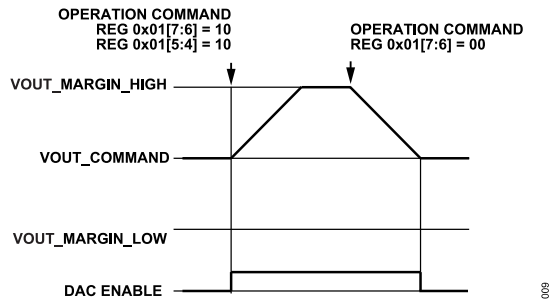 OPERATION COMMAND
REG 0x01[7:6] = 10
REG 0x01[5:4] = 10
OPERATION COMMAND
REG 0x01[7:6] = 00
VOUT_MARGIN_HIGH
VOUT_COMMAND
VOUT_MARGIN_LOW
DAC ENABLE
009